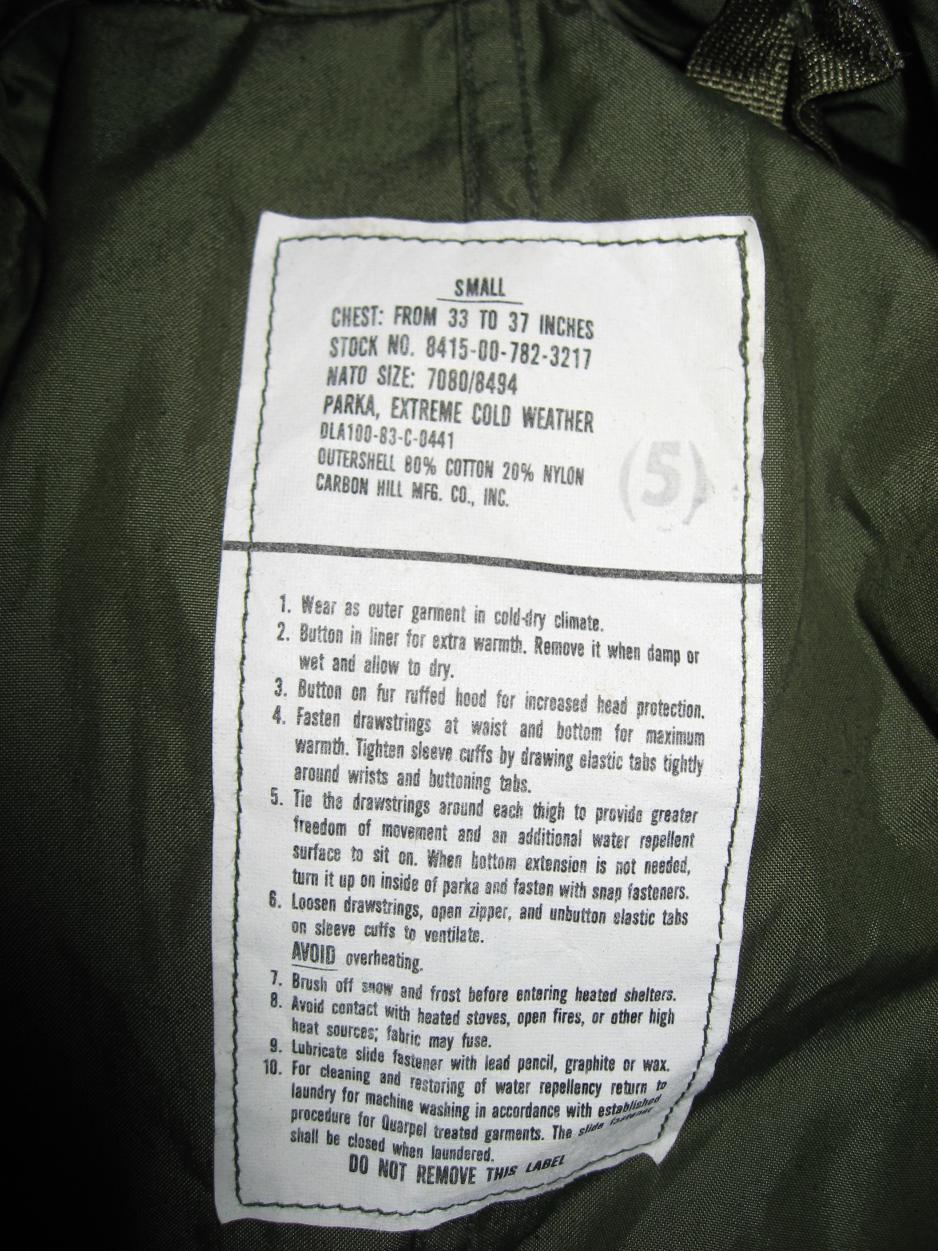 SMALL
CHEST: FROM 33 TO 37 INCHES
STOCK NO. 8415-00-782-3217
NATO SIZE: 7080/8494
PARKA, EXTREME COLD WEATHER
DLA100-83-C-0441
OUTERSHELL 80% COTTON 20% NYLON
CARBON HILL MFG. CO., INC.
(5)
1. Wear as outer garment in cold-dry climate.
2. Button in liner for extra warmth. Remove it when damp or
wet and allow to dry.
3. Button on fur ruffed hood for increased head protection.
4. Fasten drawstrings at waist and bottom for maximum
warmth. Tighten sleeve cuffs by drawing elastic tabs tightly
around wrists and buttoning tabs.
5. Tie the drawstrings around each thigh to provide greater
freedom of movement and an additional water repellent
surface to sit on. When bottom extension is not needed,
turn it up on inside of parka and fasten with snap fasteners.
6. Loosen drawstrings, open zipper, and unbutton elastic tabs
on sleeve cuffs to ventilate.
AVOID overheating.
7. Brush off snow and frost before entering heated shelters.
8. Avoid contact with heated stoves, open fires, or other high
heat sources; fabric may fuse.
9. Lubricate slide fastener with lead pencil, graphite or wax.
10. For cleaning and restoring of water repellency return to
laundry for machine washing in accordance with established
procedure for Quarpel treated garments. The slide fastener
shall be closed when laundered.
DO NOT REMOVE THIS LABEL